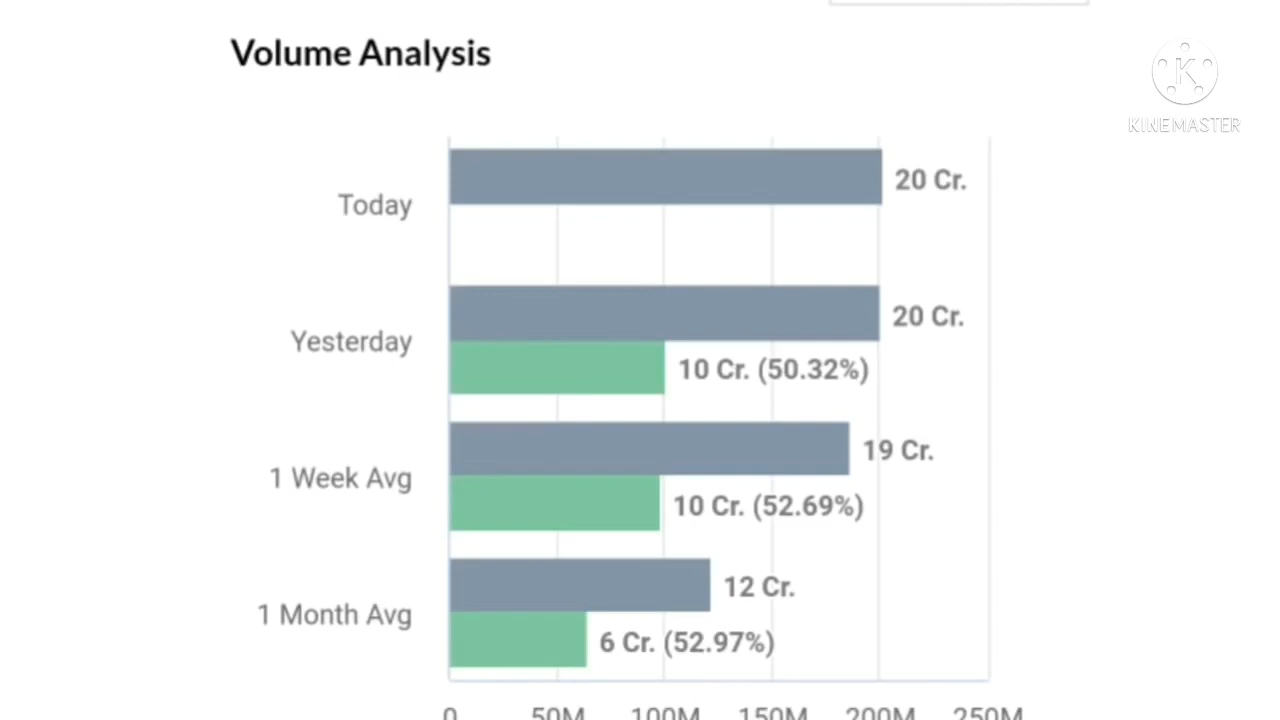 Volume Analysis
KINEMASTER
Today
20 Cr.
Yesterday
20 Cr.
10 Cr. (50.32%)
1 Week Avg
19 Cr.
10 Cr. (52.69%)
1 Month Avg
12 Cr.
6 Cr. (52.97%)
0 50M 100M 150M 200M 250M